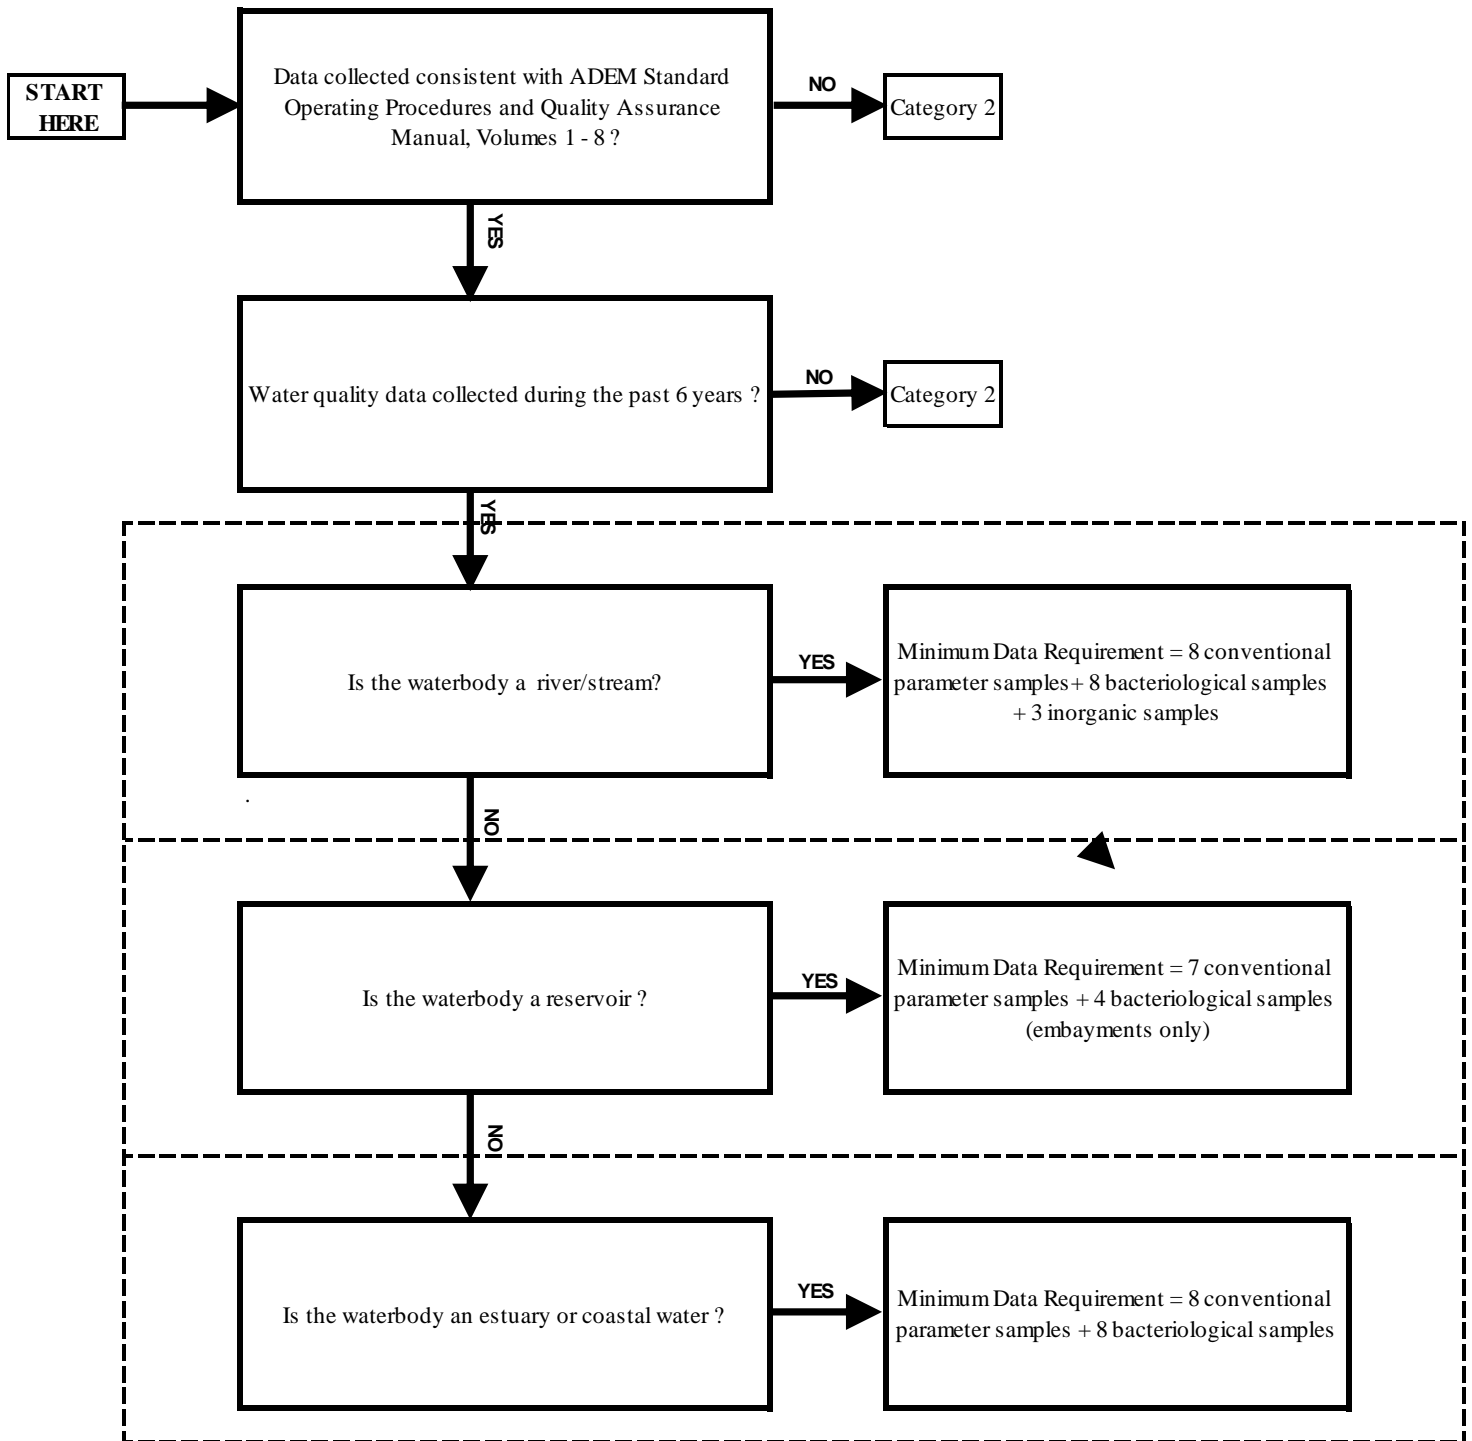 START
HERE
Data collected consistent with ADEM Standard
Operating Procedures and Quality Assurance
Manual, Volumes 1 - 8 ?
NO
Category 2
YES
Water quality data collected during the past 6 years ?
NO
Category 2
YES
Is the waterbody a river/stream?
YES
Minimum Data Requirement = 8 conventional
parameter samples+ 8 bacteriological samples
+ 3 inorganic samples
.
NO
Is the waterbody a reservoir ?
YES
Minimum Data Requirement = 7 conventional
parameter samples + 4 bacteriological samples
(embayments only)
NO
Is the waterbody an estuary or coastal water ?
YES
Minimum Data Requirement = 8 conventional
parameter samples + 8 bacteriological samples